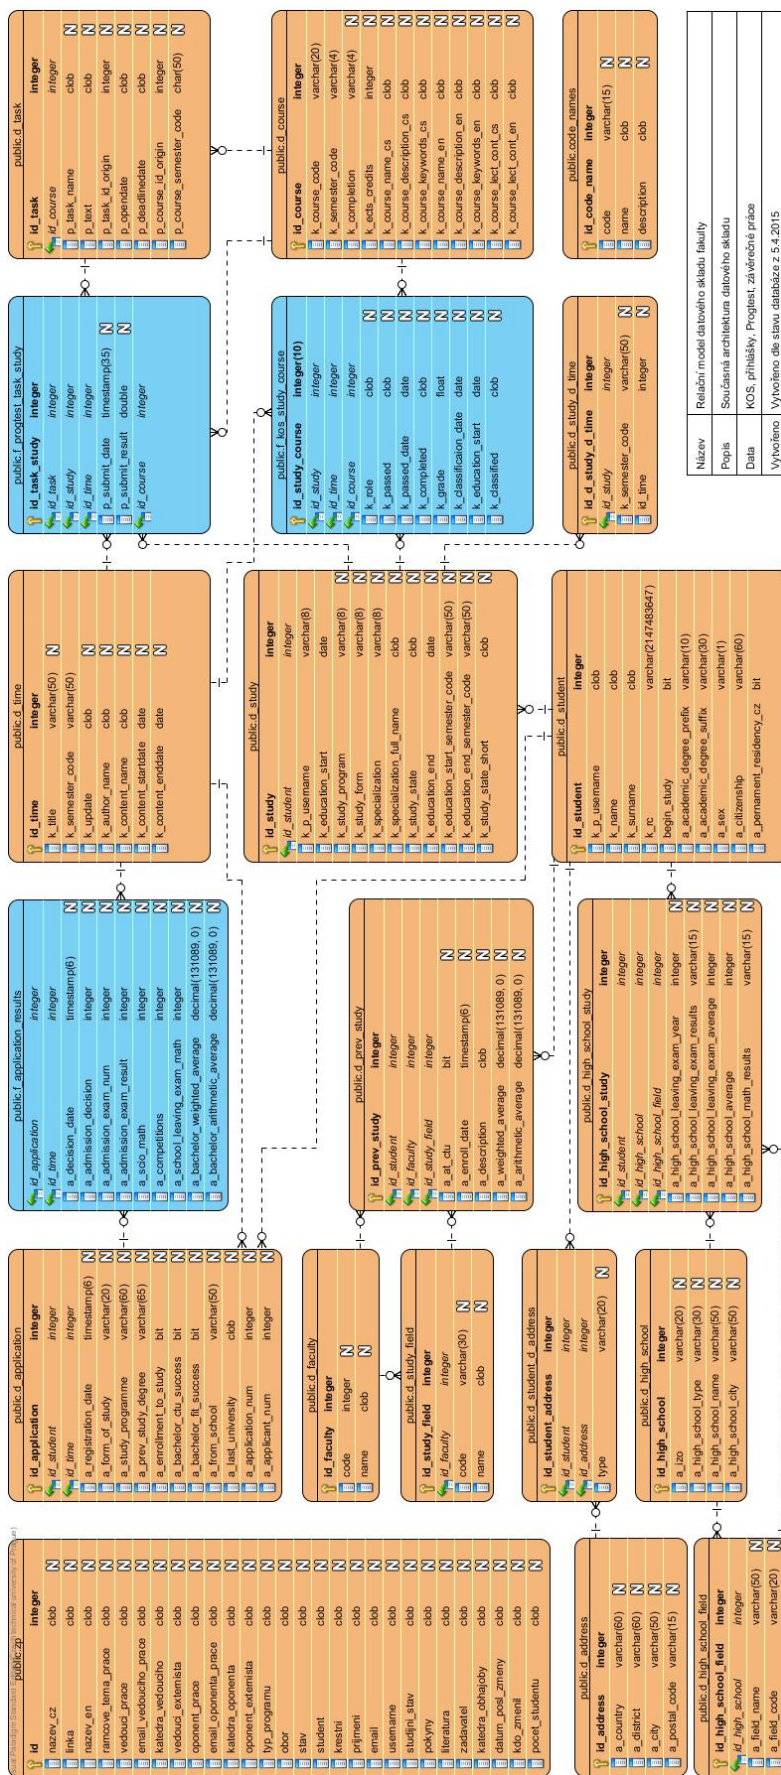 public.zp
id integer
nazev_cz clob N
linka clob N
nazev_en clob N
ramcove_tema_prace clob N
vedouci_prace clob N
email_vedouciho_prace clob N
katedra_vedouciho clob N
vedouci_externista clob N
oponent_prace clob N
email_oponenta_prace clob N
katedra_oponenta clob N
oponent_externista clob N
typ_programu clob N
obor clob N
stav clob N
student clob N
krestni clob N
prijmeni clob N
email clob N
username clob N
studijni_stav clob N
pokyny clob N
literatura clob N
zadavatel clob N
katedra_obhajoby clob N
datum_posl_zmeny clob N
kdo_zmenil clob N
pocet_studentu clob N
public.d_address
id_address integer
a_country varchar(60) N
a_district varchar(60) N
a_city varchar(50) N
a_postal_code varchar(15) N
public.d_high_school_field
id_high_school_field integer
id_high_school integer
a_field_name varchar(50) N
a_field_code varchar(20) N
public.d_application
id_application integer
id_student integer
id_time integer
a_registration_date timestamp(6) N
a_form_of_study varchar(20) N
a_study_programme varchar(60) N
a_prev_study_degree varchar(65) N
a_enrollment_to_study bit N
a_bachelor_ctu_success bit N
a_bachelor_fit_success bit N
a_from_school varchar(50) N
a_last_university clob N
a_application_num integer N
a_applicant_num integer N
public.d_faculty
id_faculty integer
code integer N
name clob N
public.d_study_field
id_study_field integer
id_faculty integer
code varchar(30) N
name clob N
public.d_student_d_address
id_student_address integer
id_student integer
id_address integer
type varchar(20) N
public.d_high_school
id_high_school integer
a_izo varchar(20) N
a_high_school_type varchar(30) N
a_high_school_name varchar(50) N
a_high_school_city varchar(50) N
public.f_application_results
id_application integer
id_time integer
a_decision_date timestamp(6) N
a_admission_decision integer N
a_admission_exam_num integer N
a_admission_exam_result integer N
a_scio_math integer N
a_competitions integer N
a_school_leaving_exam_math integer N
a_bachelor_weighted_average decimal(131089, 0) N
a_bachelor_arithmetic_average decimal(131089, 0) N
public.d_prev_study
id_prev_study integer
id_student integer
id_faculty integer
id_study_field integer
a_at_ctu bit N
a_enroll_date timestamp(6) N
a_description clob N
a_weighted_average decimal(131089, 0) N
a_arithmetic_average decimal(131089, 0) N
public.d_high_school_study
id_high_school_study integer
id_student integer
id_high_school integer
id_high_school_field integer
a_high_school_leaving_exam_year integer N
a_high_school_leaving_exam_results varchar(15) N
a_high_school_leaving_exam_average integer N
a_high_school_average integer N
a_high_school_math_results varchar(15) N
public.d_time
id_time integer
k_title varchar(50) N
k_semester_code varchar(50)
k_update clob N
k_author_name clob N
k_content_name clob N
k_content_startdate date N
k_content_enddate date N
public.d_study
id_study integer
id_student integer
k_p_username varchar(8)
k_education_start date
k_study_program varchar(8) N
k_study_form varchar(8) N
k_specialization varchar(8) N
k_specialization_full_name clob N
k_study_state clob N
k_education_end date N
k_education_start_semester_code varchar(50) N
k_education_end_semester_code varchar(50) N
k_study_state_short clob N
public.d_student
id_student integer
k_p_username clob
k_name clob
k_surname clob
k_rc varchar(2147483647)
begin_study bit
a_academic_degree_prefix varchar(10)
a_academic_degree_suffix varchar(30)
a_sex varchar(1)
a_citizenship varchar(60)
a_pernament_residency_cz bit
public.f_progtest_task_study
id_task_study integer
id_task integer
id_study integer
id_time integer
p_submit_date timestamp(35) N
p_submit_result double N
id_course integer
public.f_kos_study_course
id_study_course integer(10)
id_study integer
id_time integer
id_course integer
k_role clob N
k_passed clob N
k_passed_date date N
k_completed clob N
k_grade float N
k_classificaion_date date N
k_education_start date N
k_classified clob N
public.d_study_d_time
id_d_study_d_time integer
id_study integer
k_semester_code varchar(50) N
id_time integer N
public.d_task
id_task integer
id_course integer
p_task_name clob N
p_text clob N
p_task_id_origin integer N
p_opendate clob N
p_deadlinedate clob N
p_course_id_origin integer N
p_course_semester_code char(50) N
public.d_course
id_course integer
k_course_code varchar(20) N
k_semester_code varchar(4) N
k_completion varchar(4) N
k_ects_credits integer N
k_course_name_cs clob N
k_course_description_cs clob N
k_course_keywords_cs clob N
k_course_name_en clob N
k_course_description_en clob N
k_course_keywords_en clob N
k_course_lect_cont_cs clob N
k_course_lect_cont_en clob N
public.code_names
id_code_name integer
code varchar(15) N
name clob N
description clob N
Název Relační model datového skladu fakulty
Popis Současná architektura datového skladu
Data KOS, přihlášky, Progtest, závěrečné práce
Vytvořeno Vytvořeno dle stavu databáze z 5.4.2015